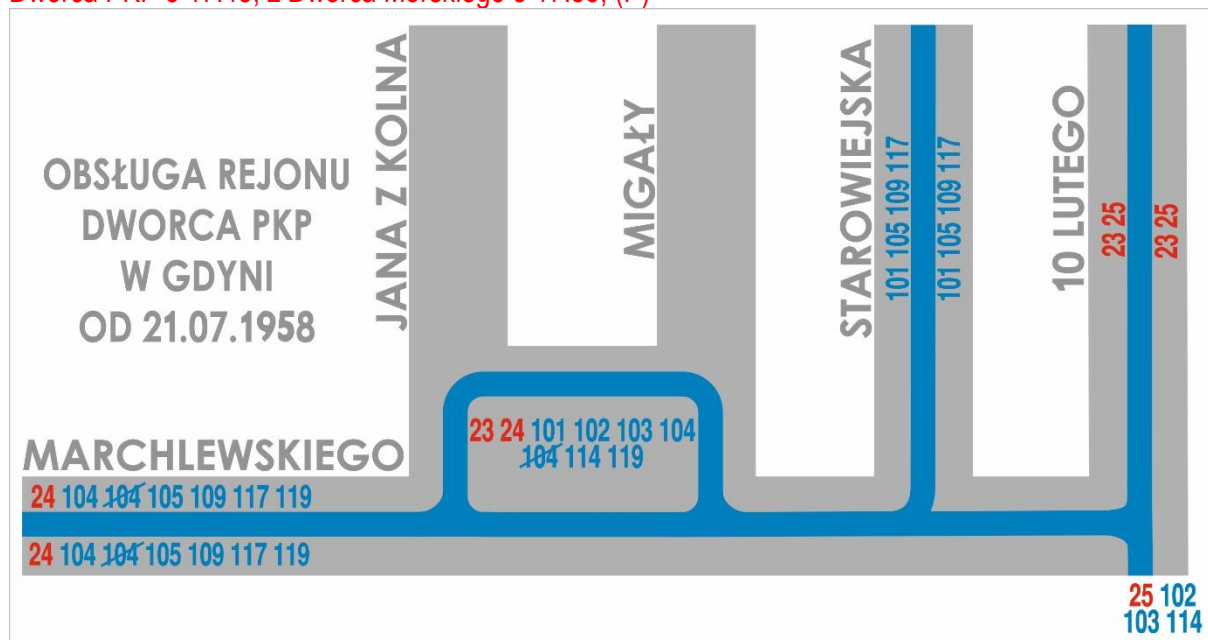 OBSŁUGA REJONU
DWORCA PKP
W GDYNI
OD 21.07.1958
JANA Z KOLNA
MIGAŁY
STAROWIEJSKA
101 105 109 117
101 105 109 117
10 LUTEGO
23 25
23 25
23 24 101 102 103 104
104 114 119
MARCHLEWSKIEGO
24 104 104 105 109 117 119
24 104 104 105 109 117 119
25 102
103 114